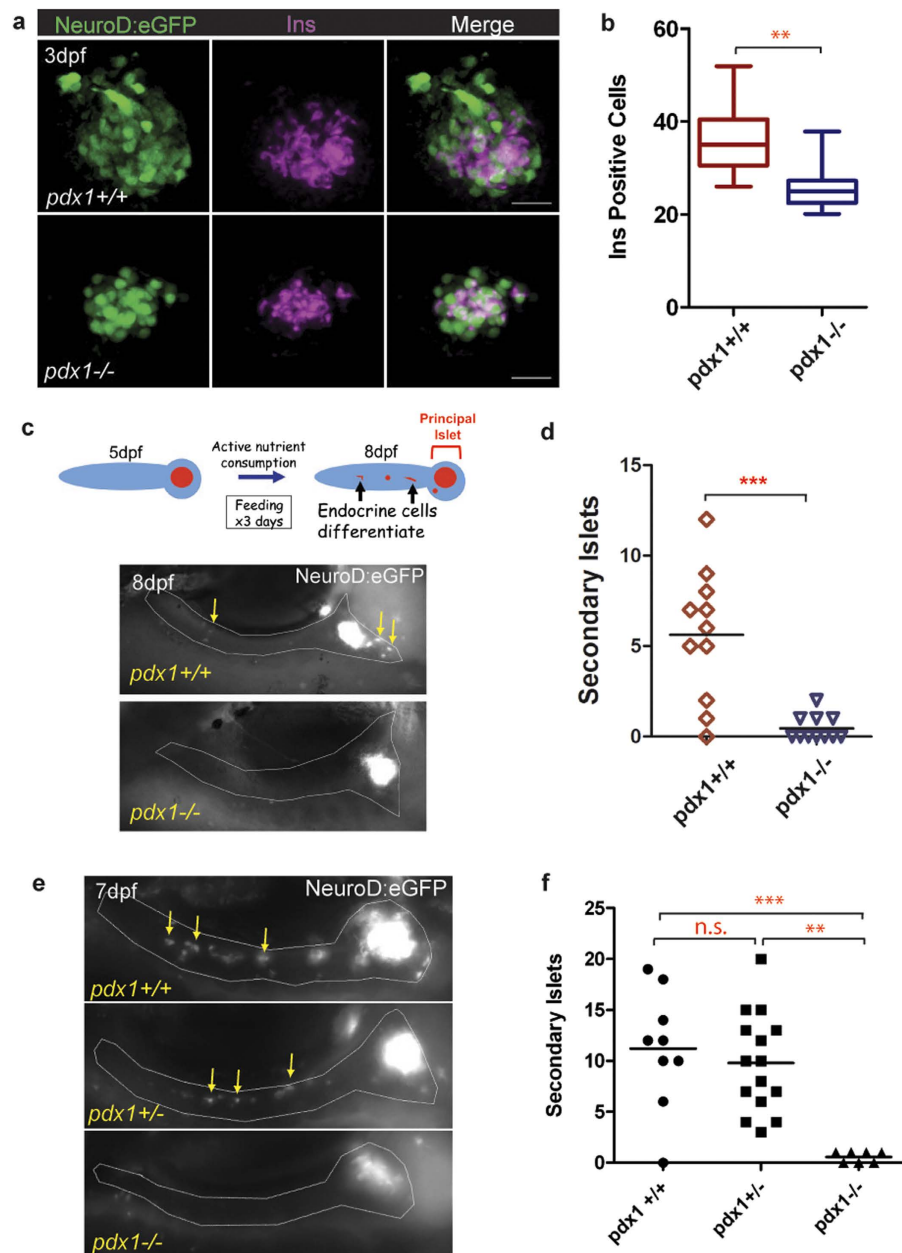 a
NeuroD:eGFP
Ins
Merge
3dpf
pdx1+/+
pdx1-/-
b
**
Ins Positive Cells
60
40
20
0
pdx1+/+
pdx1-/-
c
5dpf
Active nutrient
consumption
Feeding
x3 days
8dpf
Principal
Islet
Endocrine cells
differentiate
8dpf
NeuroD:eGFP
pdx1+/+
pdx1-/-
d
***
Secondary Islets
15
10
5
0
pdx1+/+
pdx1-/-
e
7dpf
NeuroD:eGFP
pdx1+/+
pdx1+/-
pdx1-/-
f
***
n.s.
**
Secondary Islets
25
20
15
10
5
0
pdx1 +/+
pdx1+/-
pdx1-/-